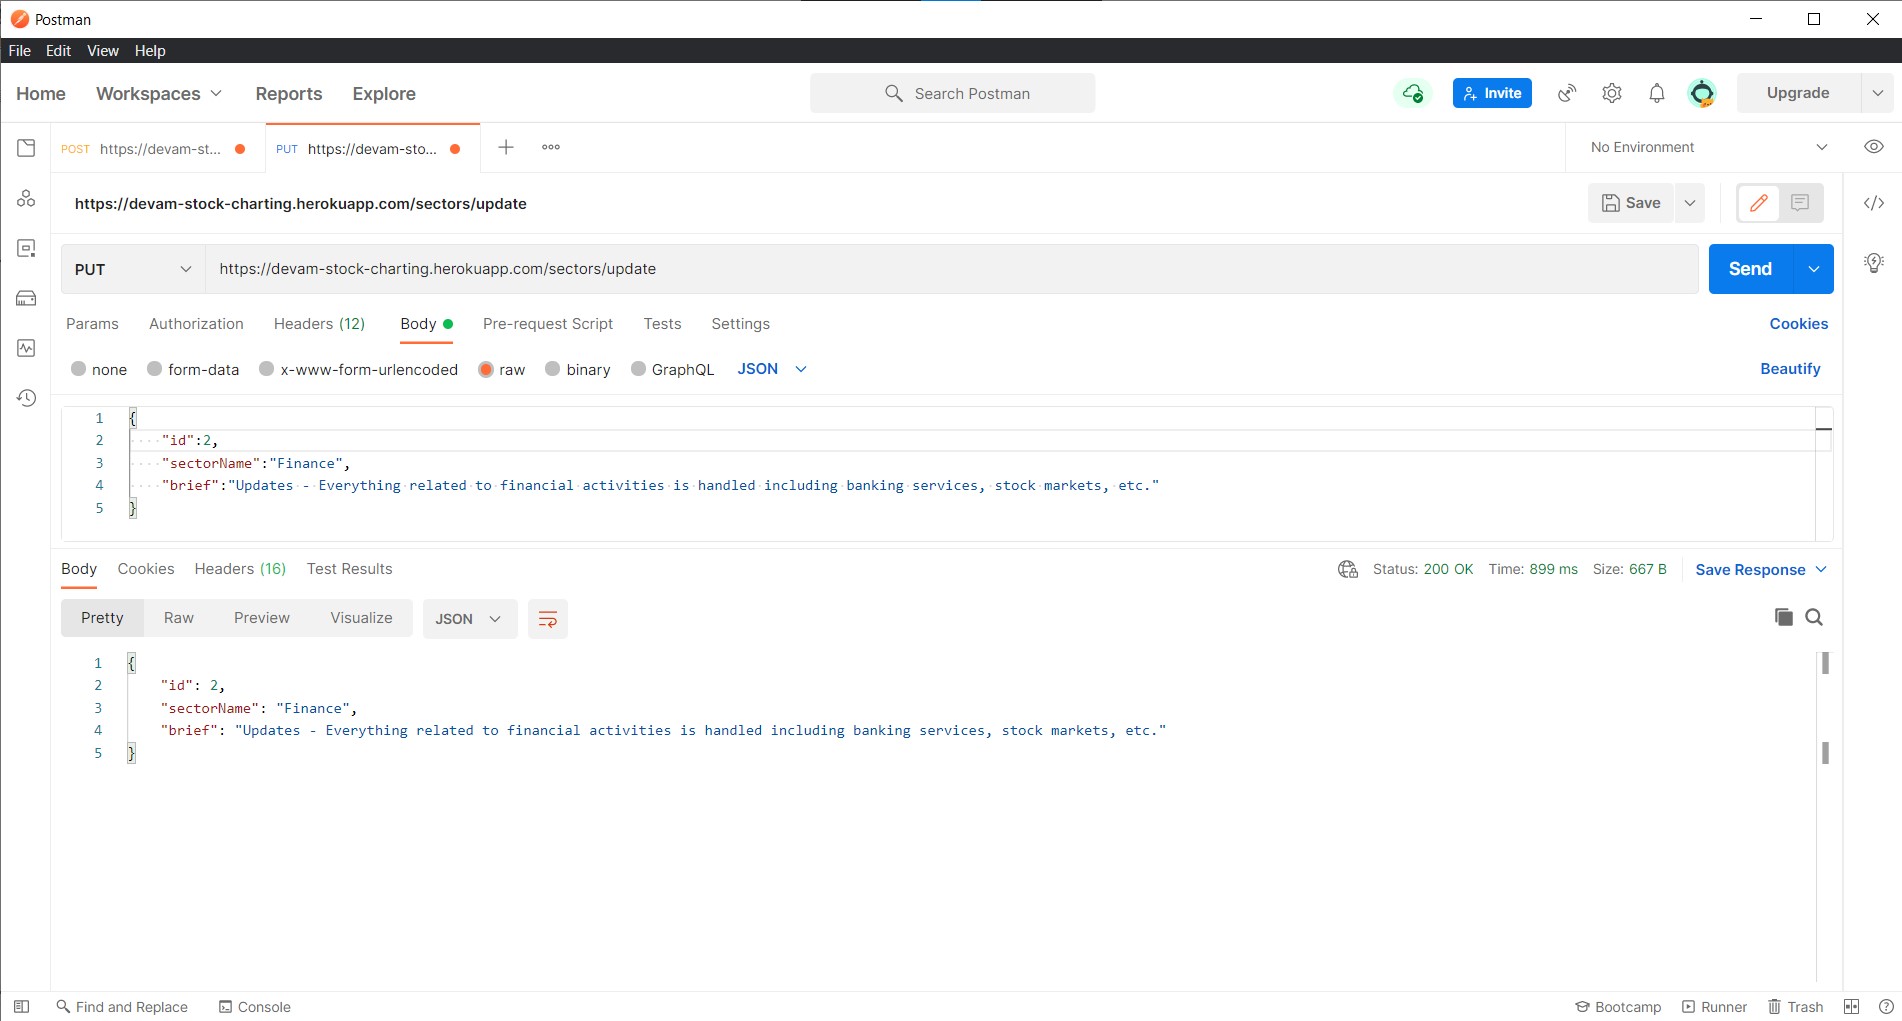 Postman
File Edit View Help
Home Workspaces Reports Explore Search Postman Invite Upgrade
POST https://devam-st... PUT https://devam-sto... No Environment
https://devam-stock-charting.herokuapp.com/sectors/update Save
PUT https://devam-stock-charting.herokuapp.com/sectors/update Send
Params Authorization Headers (12) Body Pre-request Script Tests Settings Cookies
none form-data x-www-form-urlencoded raw binary GraphQL JSON Beautify
1 {
2 "id":2,
3 "sectorName":"Finance",
4 "brief":"Updates - Everything related to financial activities is handled including banking services, stock markets, etc."
5 }
Body Cookies Headers (16) Test Results Status: 200 OK Time: 899 ms Size: 667 B Save Response
Pretty Raw Preview Visualize JSON
1 {
2 "id": 2,
3 "sectorName": "Finance",
4 "brief": "Updates - Everything related to financial activities is handled including banking services, stock markets, etc."
5 }
Find and Replace Console Bootcamp Runner Trash